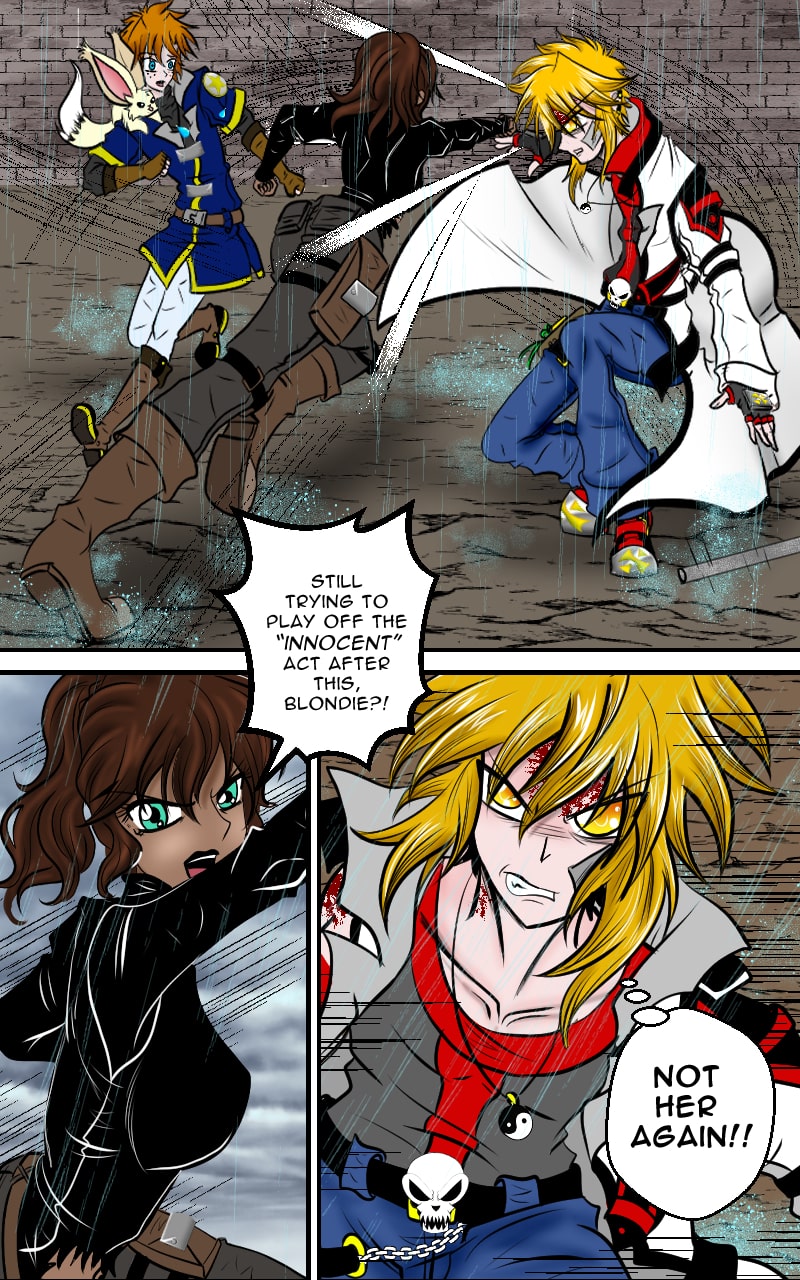 STILL
TRYING TO
PLAY OFF THE
"INNOCENT"
ACT AFTER
THIS,
BLONDIE?!
NOT
HER
AGAIN!!